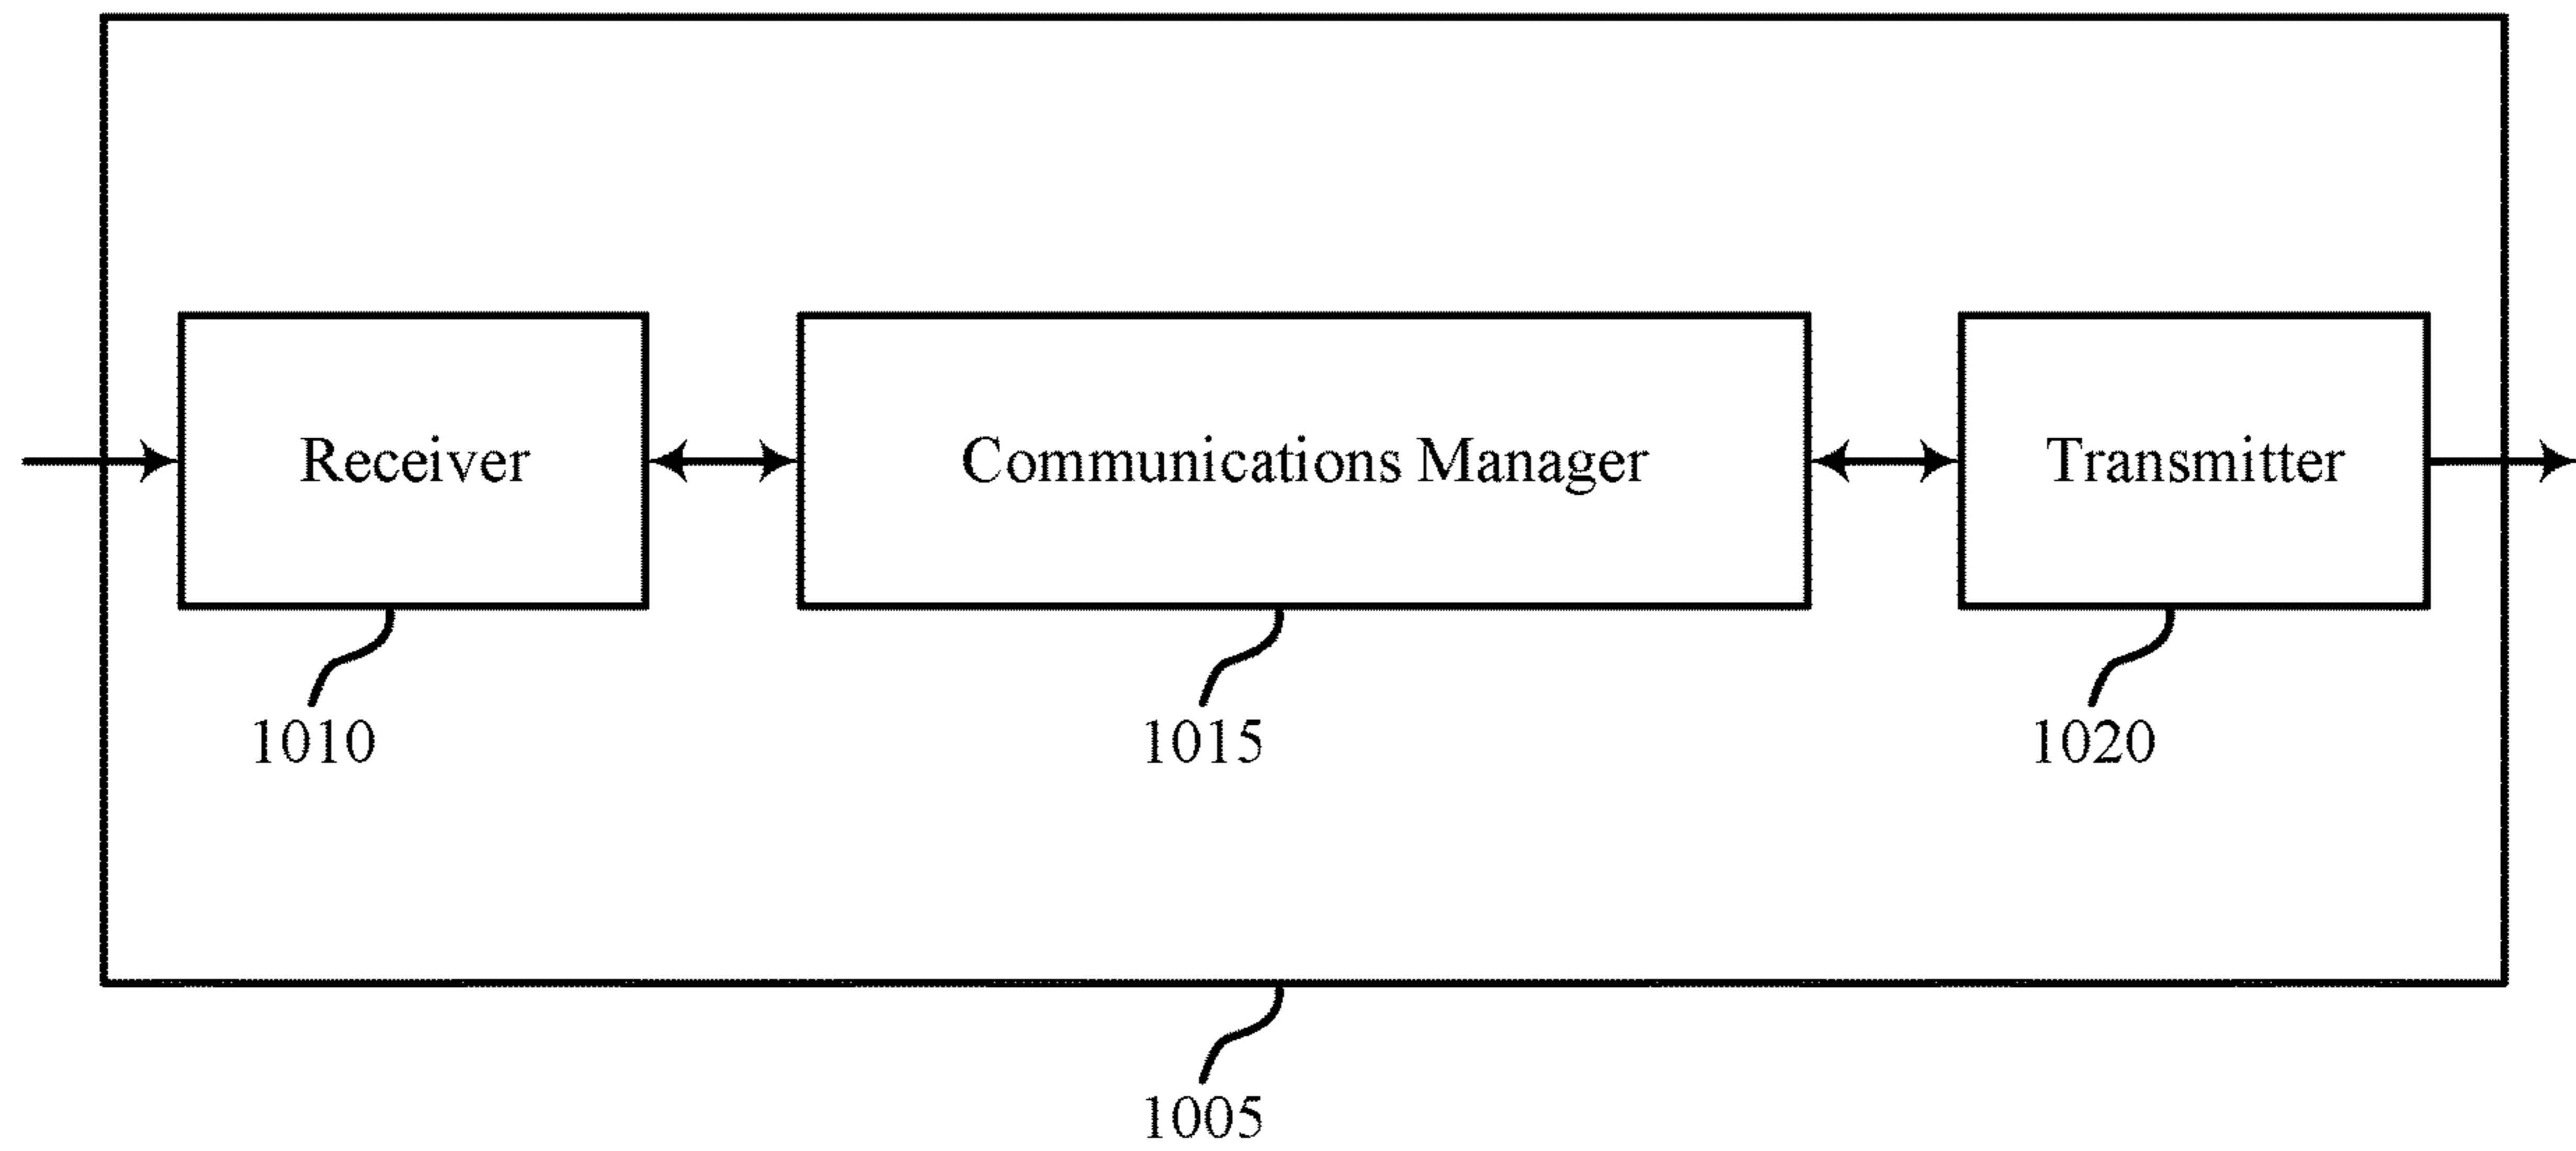 Receiver
Communications Manager
Transmitter
1010
1015
1020
1005